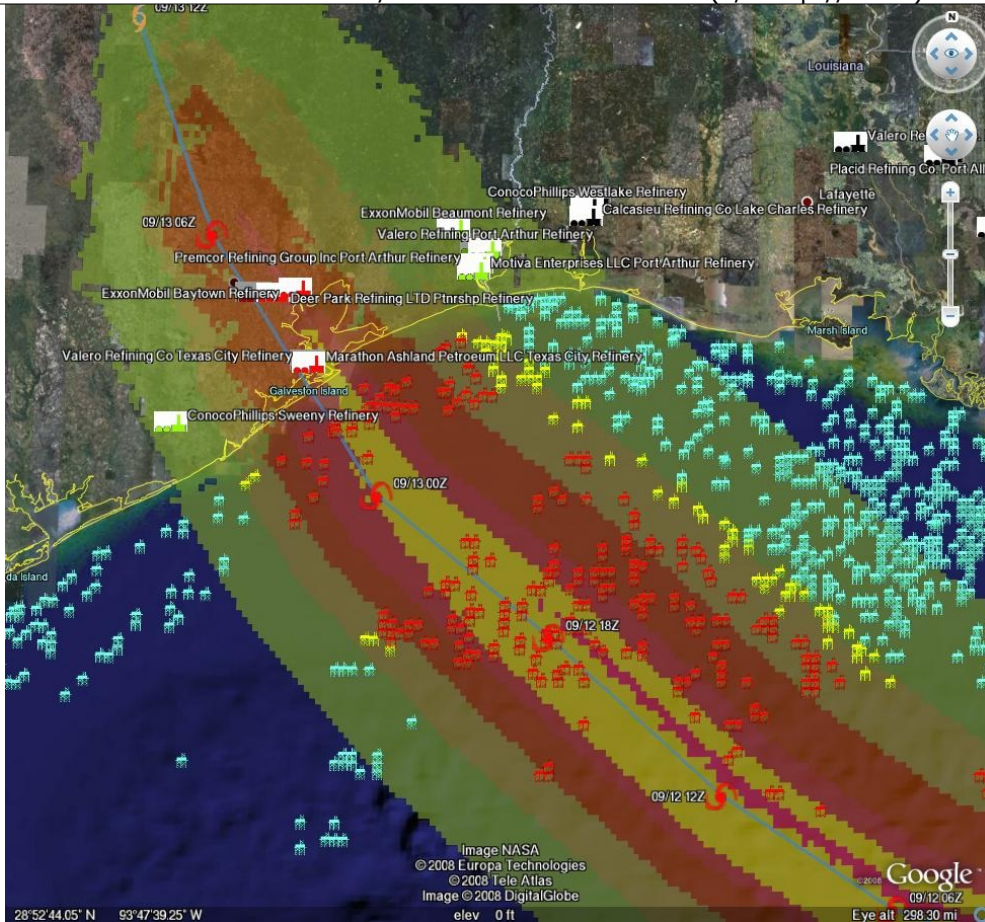 09/13 12Z
N
Louisiana
Valero Re
Placid Refining Co. Port All
ConocoPhillips Westlake Refinery
Lafayette
ExxonMobil Beaumont Refinery
Calcasieu Refining Co Lake Charles Refinery
09/13 06Z
Valero Refining Port Arthur Refinery
Premcor Refining Group Inc Port Arthur Refinery
Motiva Enterprises LLC Port Arthur Refinery
ExxonMobil Baytown Refinery
Deer Park Refining LTD Ptnrshp Refinery
Marsh Island
Valero Refining Co Texas City Refinery
Marathon Ashland Petroeum LLC Texas City Refinery
Galveston Island
ConocoPhillips Sweeny Refinery
09/13 00Z
da Island
09/12 18Z
09/12 12Z
Image NASA
© 2008 Europa Technologies
© 2008 Tele Atlas
Image © 2008 DigitalGlobe
©2008 Google
09/12 06Z
28°52'44.05" N 93°47'39.25" W elev 0 ft Eye alt 298.30 mi